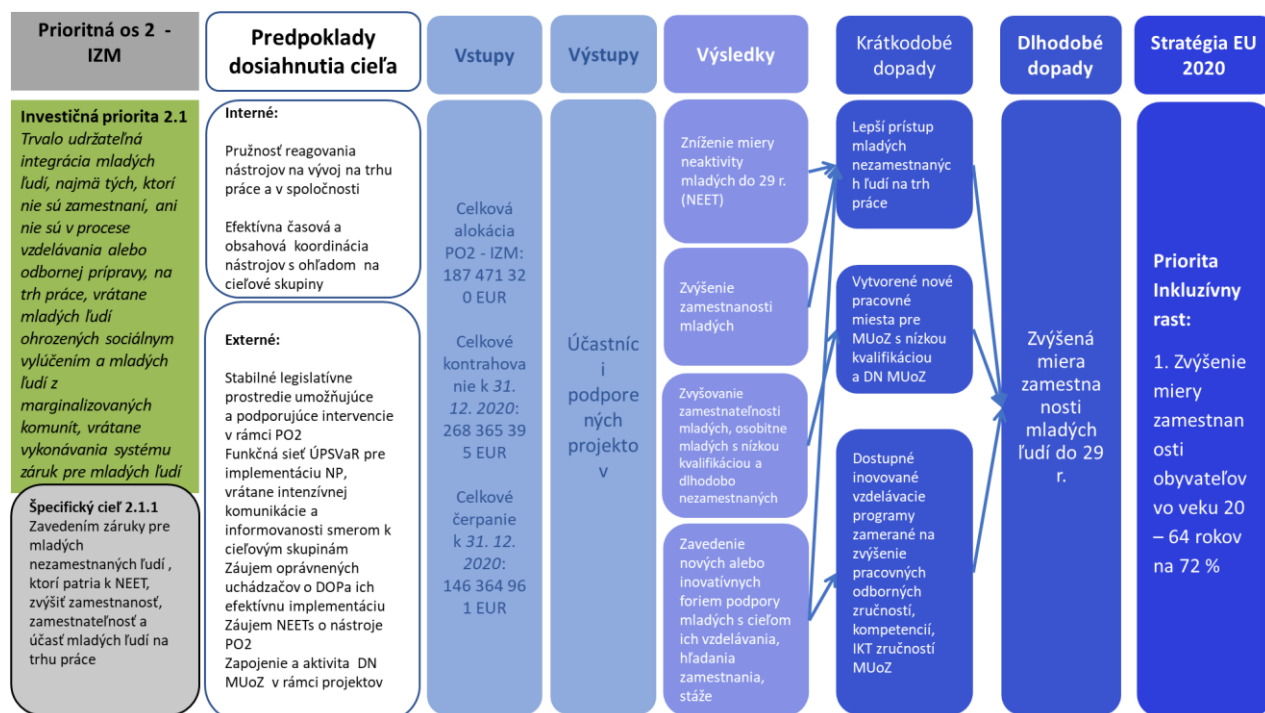 Prioritná os 2 -
IZM
Investičná priorita 2.1
Trvalo udržateľná
integrácia mladých
ľudí, najmä tých, ktorí
nie sú zamestnaní, ani
nie sú v procese
vzdelávania alebo
odbornej prípravy, na
trh práce, vrátane
mladých ľudí
ohrozených sociálnym
vylúčením a mladých
ľudí z
marginalizovaných
komunít, vrátane
vykonávania systému
záruk pre mladých ľudí
Špecifický cieľ 2.1.1
Zavedením záruky pre
mladých
nezamestnaných ľudí ,
ktorí patria k NEET,
zvýšiť zamestnanosť,
zamestnateľnosť a
účasť mladých ľudí na
trhu práce
Predpoklady
dosiahnutia cieľa
Interné:
Pružnosť reagovania
nástrojov na vývoj na trhu
práce a v spoločnosti
Efektívna časová a
obsahová koordinácia
nástrojov s ohľadom na
cieľové skupiny
Externé:
Stabilné legislatívne
prostredie umožňujúce
a podporujúce intervencie
v rámci PO2
Funkčná sieť ÚPSVaR pre
implementáciu NP,
vrátane intenzívnej
komunikácie a
informovanosti smerom k
cieľovým skupinám
Záujem oprávnených
uchádzačov o DOPa ich
efektívnu implementáciu
Záujem NEETs o nástroje
PO2
Zapojenie a aktivita DN
MUoZ v rámci projektov
Vstupy
Celková
alokácia
PO2 - IZM:
187 471 32
0 EUR
Celkové
kontrahova
nie k 31.
12. 2020:
268 365 39
5 EUR
Celkové
čerpanie
k 31. 12.
2020:
146 364 96
1 EUR
Výstupy
Účastníc
i
podpore
ných
projekto
v
Výsledky
Zníženie miery
neaktivity
mladých do 29 r.
(NEET)
Zvýšenie
zamestnanosti
mladých
Zvyšovanie
zamestnateľnosti
mladých, osobitne
mladých s nízkou
kvalifikáciou a
dlhodobo
nezamestnaných
Zavedenie
nových alebo
inovatívnych
foriem podpory
mladých s cieľom
ich vzdelávania,
hľadania
zamestnania,
stáže
Krátkodobé
dopady
Lepší prístup
mladých
nezamestnanýc
h ľudí na trh
práce
Vytvorené nové
pracovné
miesta pre
MUoZ s nízkou
kvalifikáciou
a DN MUoZ
Dostupné
inovované
vzdelávacie
programy
zamerané na
zvýšenie
pracovných
odborných
zručností,
kompetencií,
IKT zručností
MUoZ
Dlhodobé
dopady
Zvýšená
miera
zamestna
nosti
mladých
ľudí do 29
r.
Stratégia EU
2020
Priorita
Inkluzívny
rast:
1. Zvýšenie
miery
zamestnan
osti
obyvateľov
vo veku 20
– 64 rokov
na 72 %